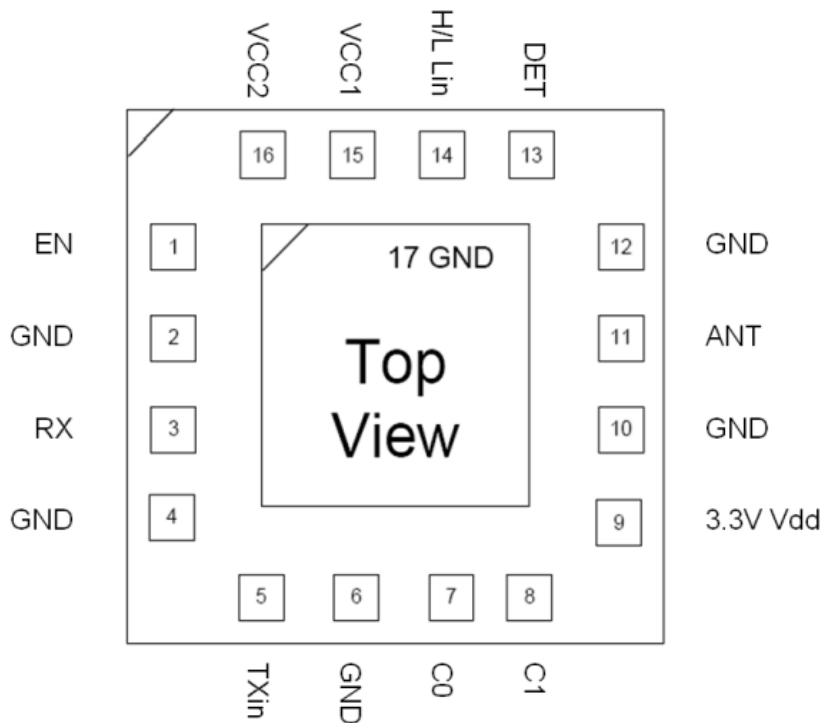 VCC2
VCC1
H/L Lin
DET
16
15
14
13
EN
1
17 GND
12
GND
GND
2
Top
11
ANT
RX
3
View
10
GND
GND
4
9
3.3V Vdd
5
6
7
8
TXin
GND
C0
C1